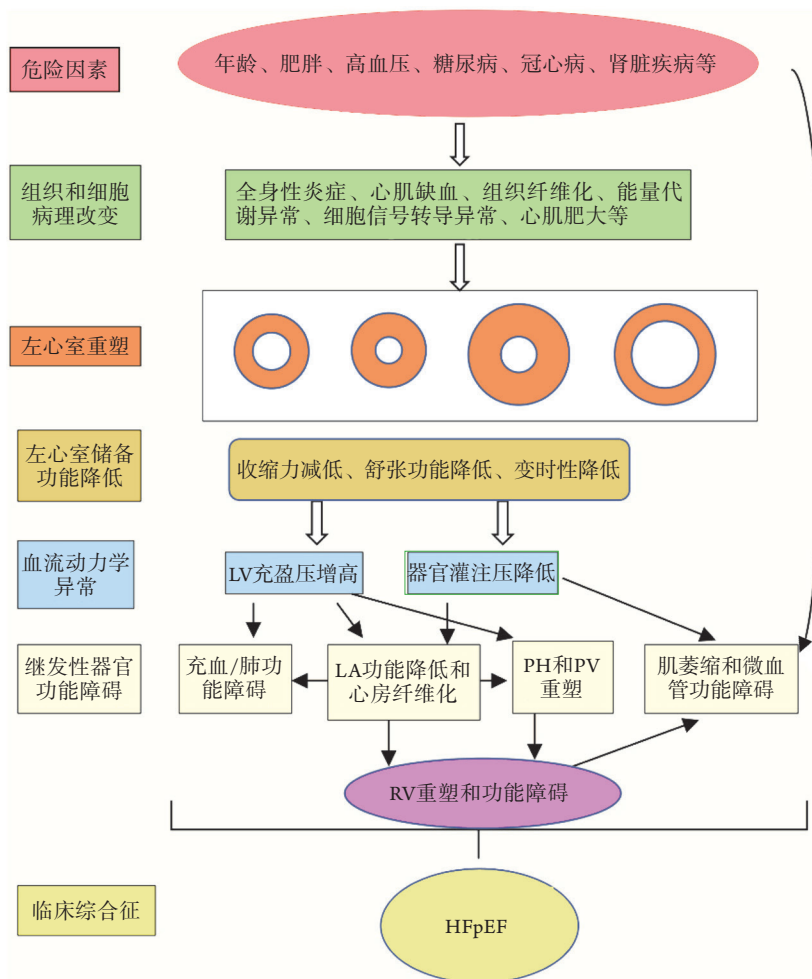 危险因素
年龄、肥胖、高血压、糖尿病、冠心病、肾脏疾病等
组织和细胞
病理改变
全身性炎症、心肌缺血、组织纤维化、能量代
谢异常、细胞信号转导异常、心肌肥大等
左心室重塑
左心室储备
功能降低
收缩力减低、舒张功能降低、变时性降低
血流动力学
异常
LV充盈压增高
器官灌注压降低
继发性器官
功能障碍
充血/肺功
能障碍
LA功能降低和
心房纤维化
PH和PV
重塑
肌萎缩和微血
管功能障碍
RV重塑和功能障碍
临床综合征
HFpEF